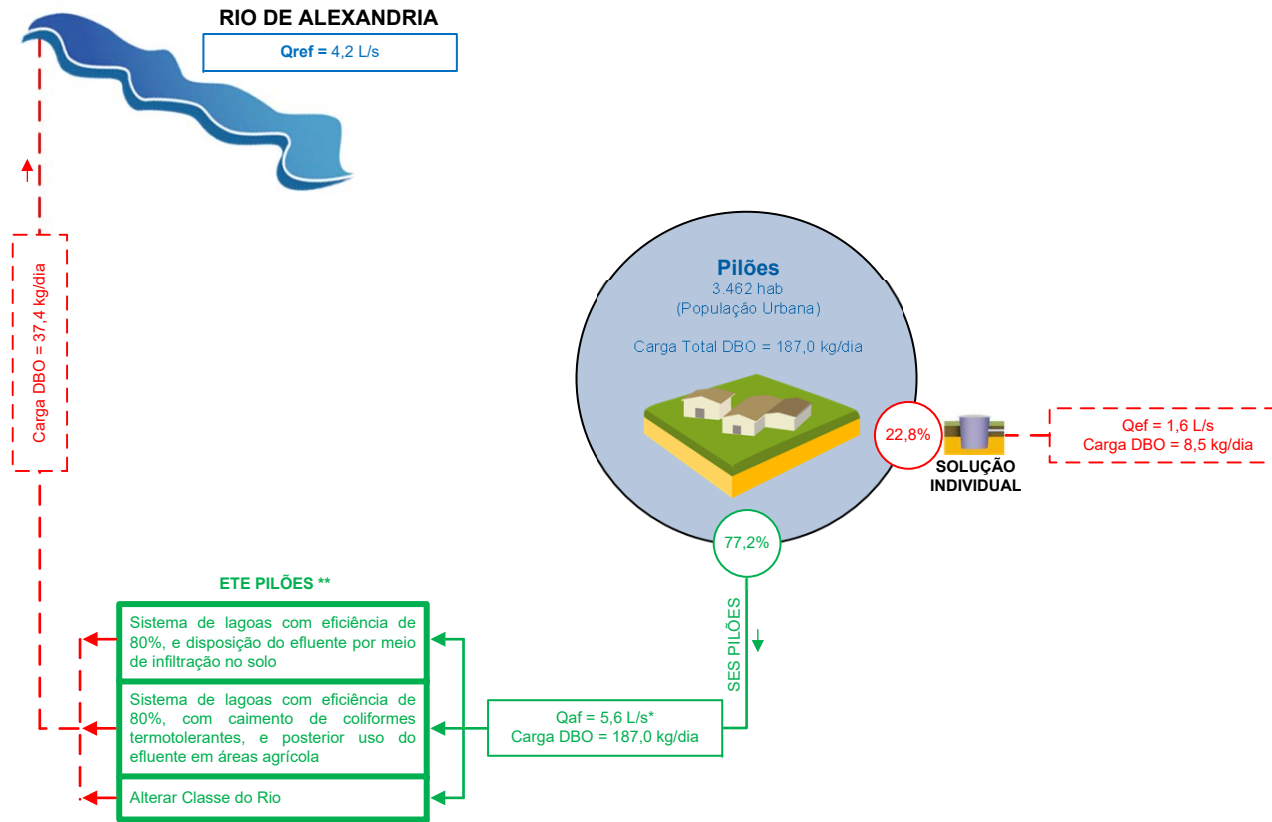 RIO DE ALEXANDRIA
Qref = 4,2 L/s
Carga DBO = 37,4 kg/dia
Pilões
3.462 hab
(População Urbana)
Carga Total DBO = 187,0 kg/dia
22,8%
SOLUÇÃO
INDIVIDUAL
Qef = 1,6 L/s
Carga DBO = 8,5 kg/dia
77,2%
SES PILÕES
ETE PILÕES **
Sistema de lagoas com eficiência de
80%, e disposição do efluente por meio
de infiltração no solo
Sistema de lagoas com eficiência de
80%, com caimento de coliformes
termotolerantes, e posterior uso do
efluente em áreas agrícola
Alterar Classe do Rio
Qaf = 5,6 L/s*
Carga DBO = 187,0 kg/dia